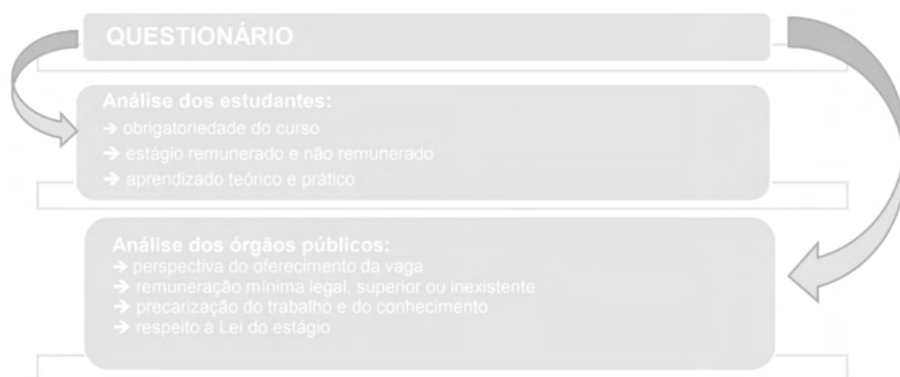 QUESTIONÁRIO
Análise dos estudantes:
➔ obrigatoriedade do curso
➔ estágio remunerado e não remunerado
➔ aprendizado teórico e prático
Análise dos órgãos públicos:
➔ perspectiva do oferecimento da vaga
➔ remuneração mínima legal, superior ou inexistente
➔ precarização do trabalho e do conhecimento
➔ respeito à Lei do estágio